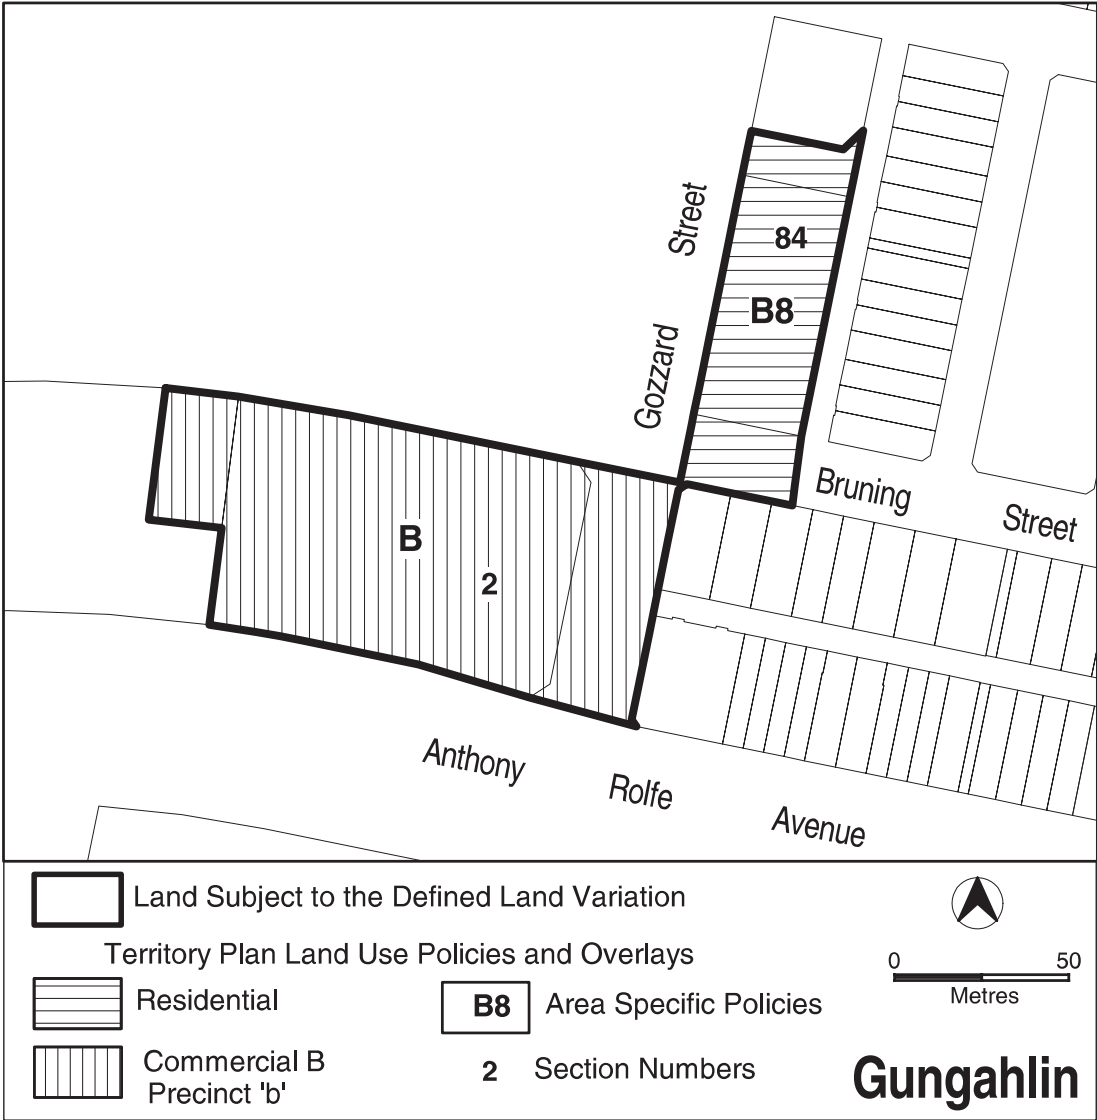 Street
84
B8
Gozzard
Bruning
Street
B
2
Anthony
Rolfe
Avenue
Land Subject to the Defined Land Variation
Territory Plan Land Use Policies and Overlays
Residential
B8 Area Specific Policies
Commercial B
Precinct 'b'
2 Section Numbers
0 50
Metres
Gungahlin